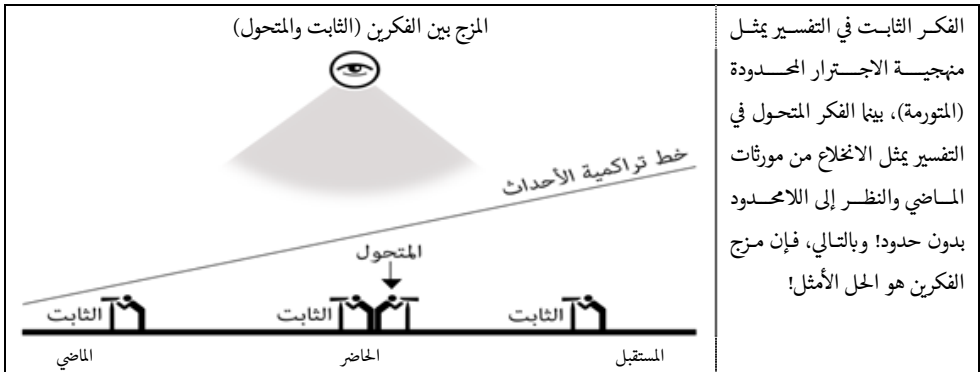 الفكر الثابت في التفسير يمثل
منهجية الاجترار المحدودة
(المتورمة)، بينما الفكر المتحول في
التفسير يمثل الانخلاع من مورثات
الماضي والنظر إلى اللامحدود
بدون حدود! وبالتالي، فإن مزج
الفكرين هو الحل الأمثل!
المزج بين الفكرين (الثابت والمتحول)
خط تراكمية الأحداث
المتحول
الثابت
الثابت
الثابت
المستقبل
الحاضر
الماضي